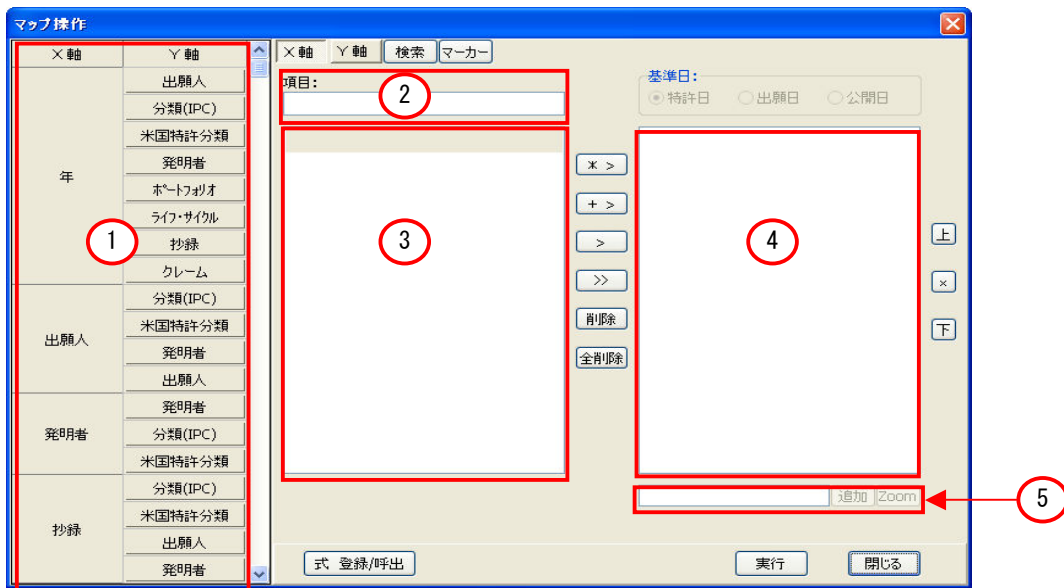 マップ操作
X軸 Y軸
年
出願人
分類(IPC)
米国特許分類
発明者
ポートフォリオ
ライフ・サイクル
抄録
クレーム
出願人
分類(IPC)
米国特許分類
発明者
出願人
発明者
発明者
分類(IPC)
米国特許分類
抄録
分類(IPC)
米国特許分類
出願人
発明者
1
X軸 Y軸 検索 マーカー
項目:
2
3
* >
+ >
>
>>
削除
全削除
基準日:
特許日 出願日 公開日
4
上
×
下
追加 Zoom
5
式 登録/呼出 実行 閉じる